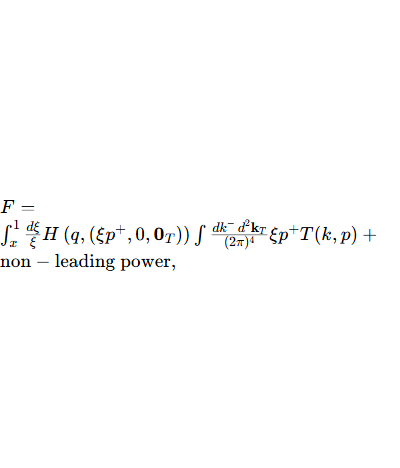 F =
∫_x^1 dξ/ξ H (q, (ξp⁺, 0, 𝟎_T)) ∫ dk⁻ d²𝐤_T/(2π)⁴ ξp⁺T(k, p) +
non − leading power,